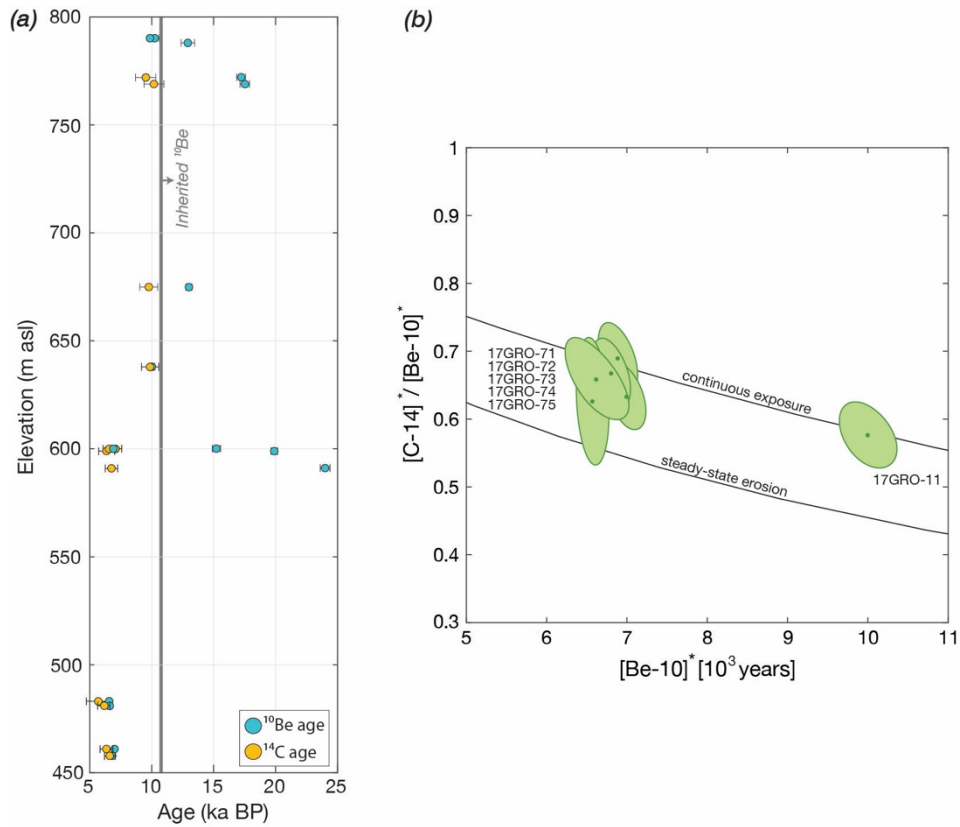 (a)
800
750
700
650
600
550
500
450
Elevation (m asl)
Inherited ¹⁰Be
¹⁰Be age
¹⁴C age
5 10 15 20 25
Age (ka BP)
(b)
1
0.9
0.8
0.7
0.6
0.5
0.4
0.3
[C-14]* / [Be-10]*
17GRO-71
17GRO-72
17GRO-73
17GRO-74
17GRO-75
continuous exposure
steady-state erosion
17GRO-11
5 6 7 8 9 10 11
[Be-10]* [10³ years]